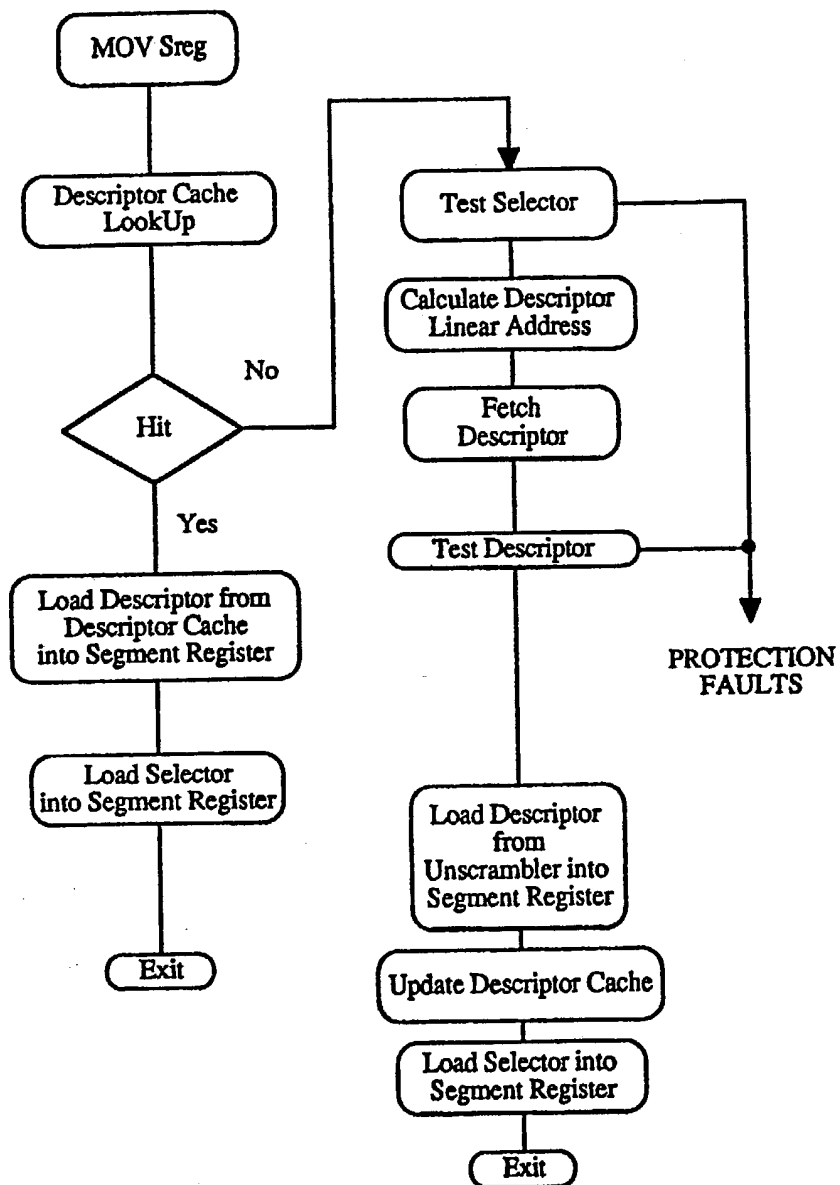 MOV Sreg
Descriptor Cache
LookUp
Hit
No
Yes
Load Descriptor from
Descriptor Cache
into Segment Register
Load Selector
into Segment Register
Exit
Test Selector
Calculate Descriptor
Linear Address
Fetch
Descriptor
Test Descriptor
PROTECTION
FAULTS
Load Descriptor
from
Unscrambler into
Segment Register
Update Descriptor Cache
Load Selector into
Segment Register
Exit